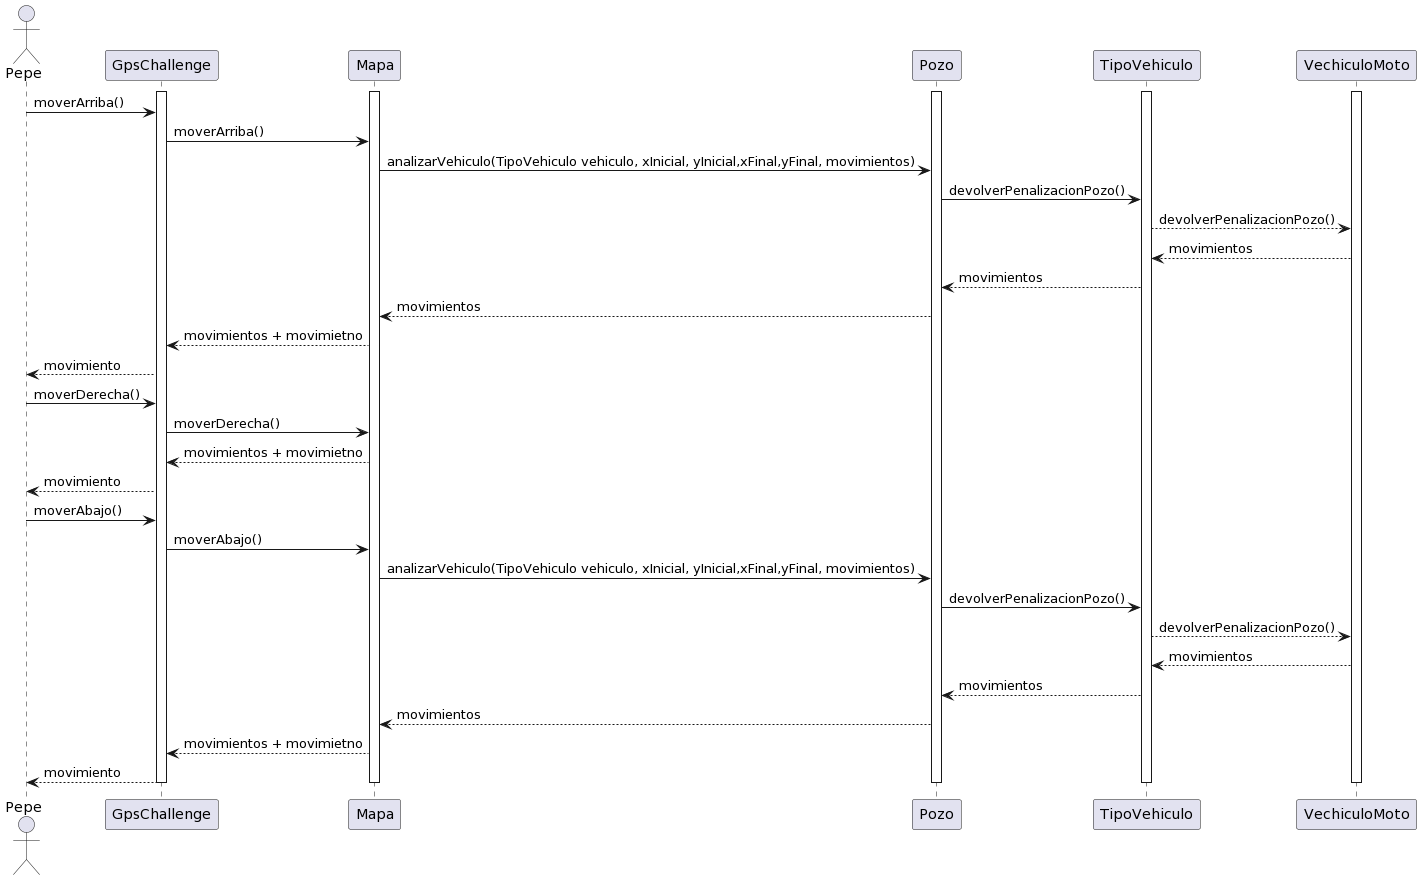 Pepe
GpsChallenge
Mapa
Pozo
TipoVehiculo
VechiculoMoto
moverArriba()
moverArriba()
analizarVehiculo(TipoVehiculo vehiculo, xInicial, yInicial,xFinal,yFinal, movimientos)
devolverPenalizacionPozo()
devolverPenalizacionPozo()
movimientos
movimientos
movimientos
movimientos + movimietno
movimiento
moverDerecha()
moverDerecha()
movimientos + movimietno
movimiento
moverAbajo()
moverAbajo()
analizarVehiculo(TipoVehiculo vehiculo, xInicial, yInicial,xFinal,yFinal, movimientos)
devolverPenalizacionPozo()
devolverPenalizacionPozo()
movimientos
movimientos
movimientos
movimientos + movimietno
movimiento
Pepe
GpsChallenge
Mapa
Pozo
TipoVehiculo
VechiculoMoto